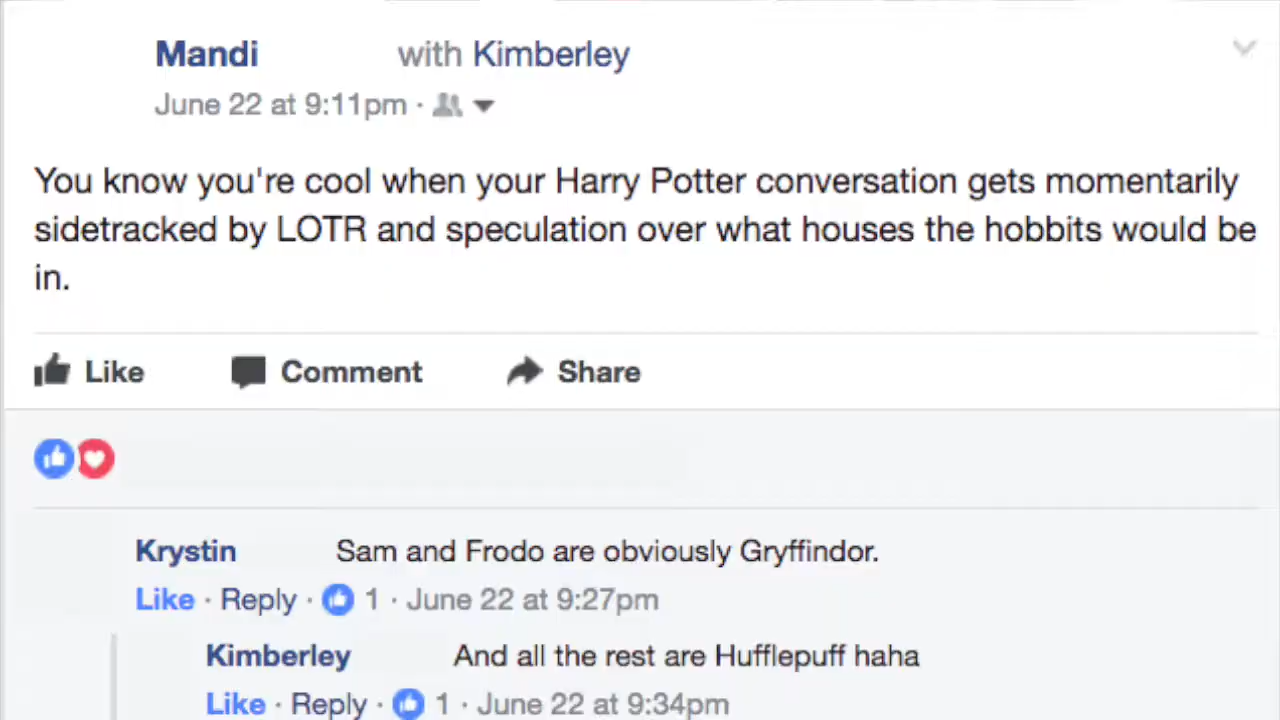 Mandi with Kimberley
June 22 at 9:11pm ·
You know you're cool when your Harry Potter conversation gets momentarily
sidetracked by LOTR and speculation over what houses the hobbits would be
in.
Like Comment Share
Krystin Sam and Frodo are obviously Gryffindor.
Like · Reply · 1 · June 22 at 9:27pm
Kimberley And all the rest are Hufflepuff haha
Like · Reply · 1 · June 22 at 9:34pm